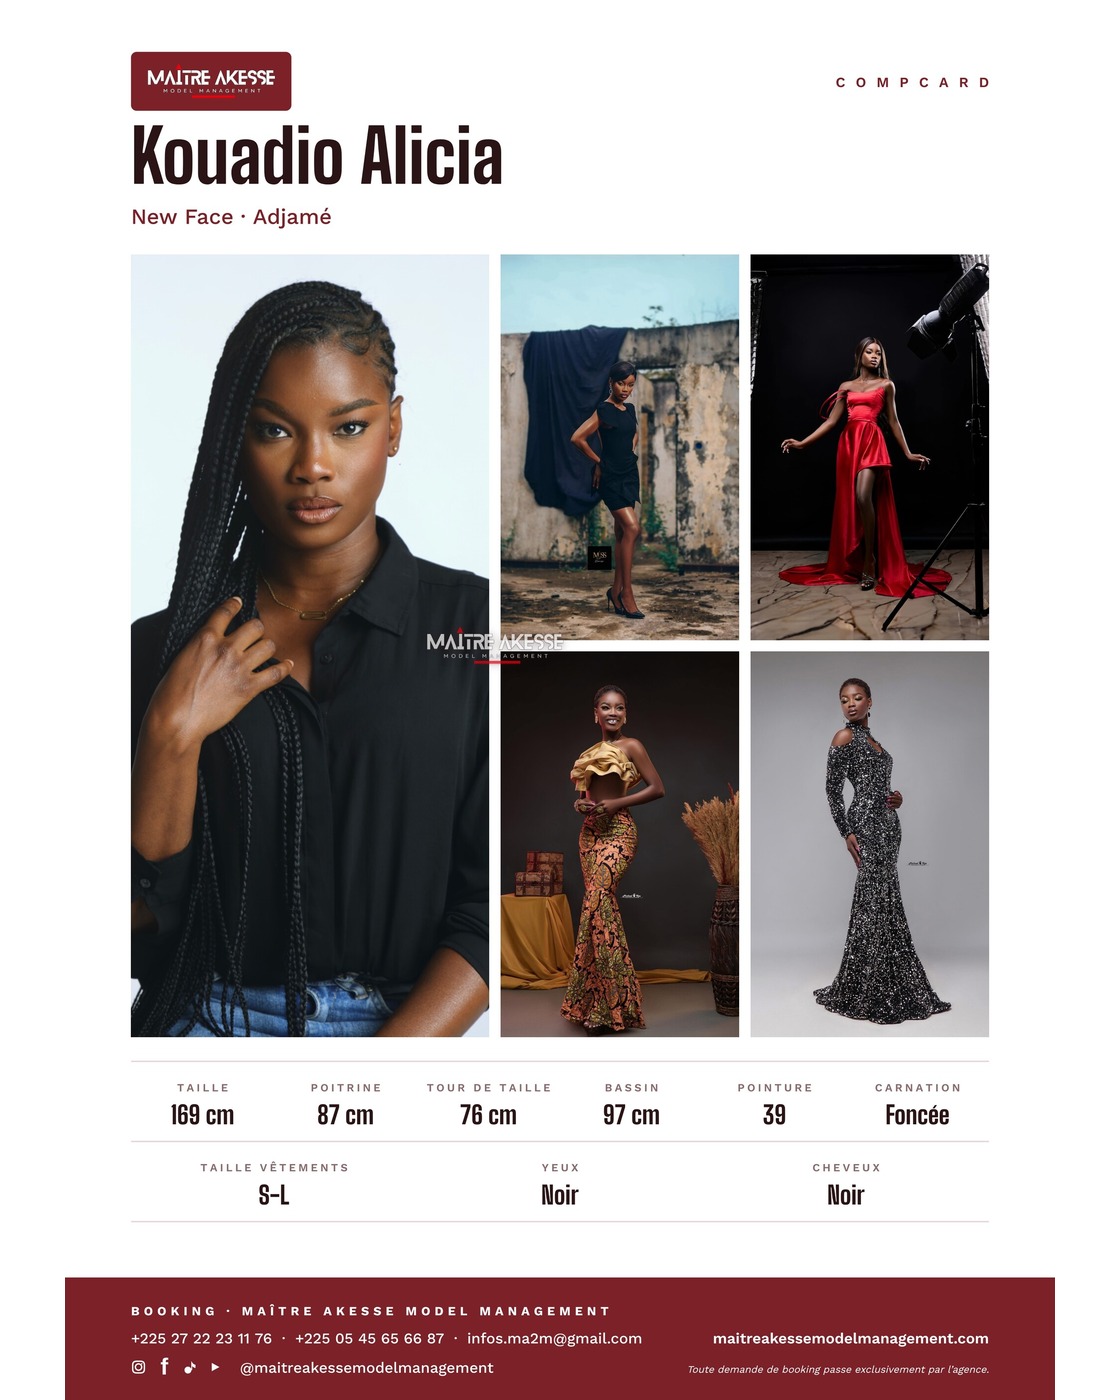 MAÎTRE AKESSE
MODEL MANAGEMENT
COMPCARD
Kouadio Alicia
New Face · Adjamé
MAÎTRE AKESSE
MODEL MANAGEMENT
TAILLE POITRINE TOUR DE TAILLE BASSIN POINTURE CARNATION
169 cm 87 cm 76 cm 97 cm 39 Foncée
TAILLE VÊTEMENTS YEUX CHEVEUX
S-L Noir Noir
BOOKING · MAÎTRE AKESSE MODEL MANAGEMENT
+225 27 22 23 11 76 · +225 05 45 65 66 87 · infos.ma2m@gmail.com maitreakessemodelmanagement.com
@maitreakessemodelmanagement Toute demande de booking passe exclusivement par l'agence.